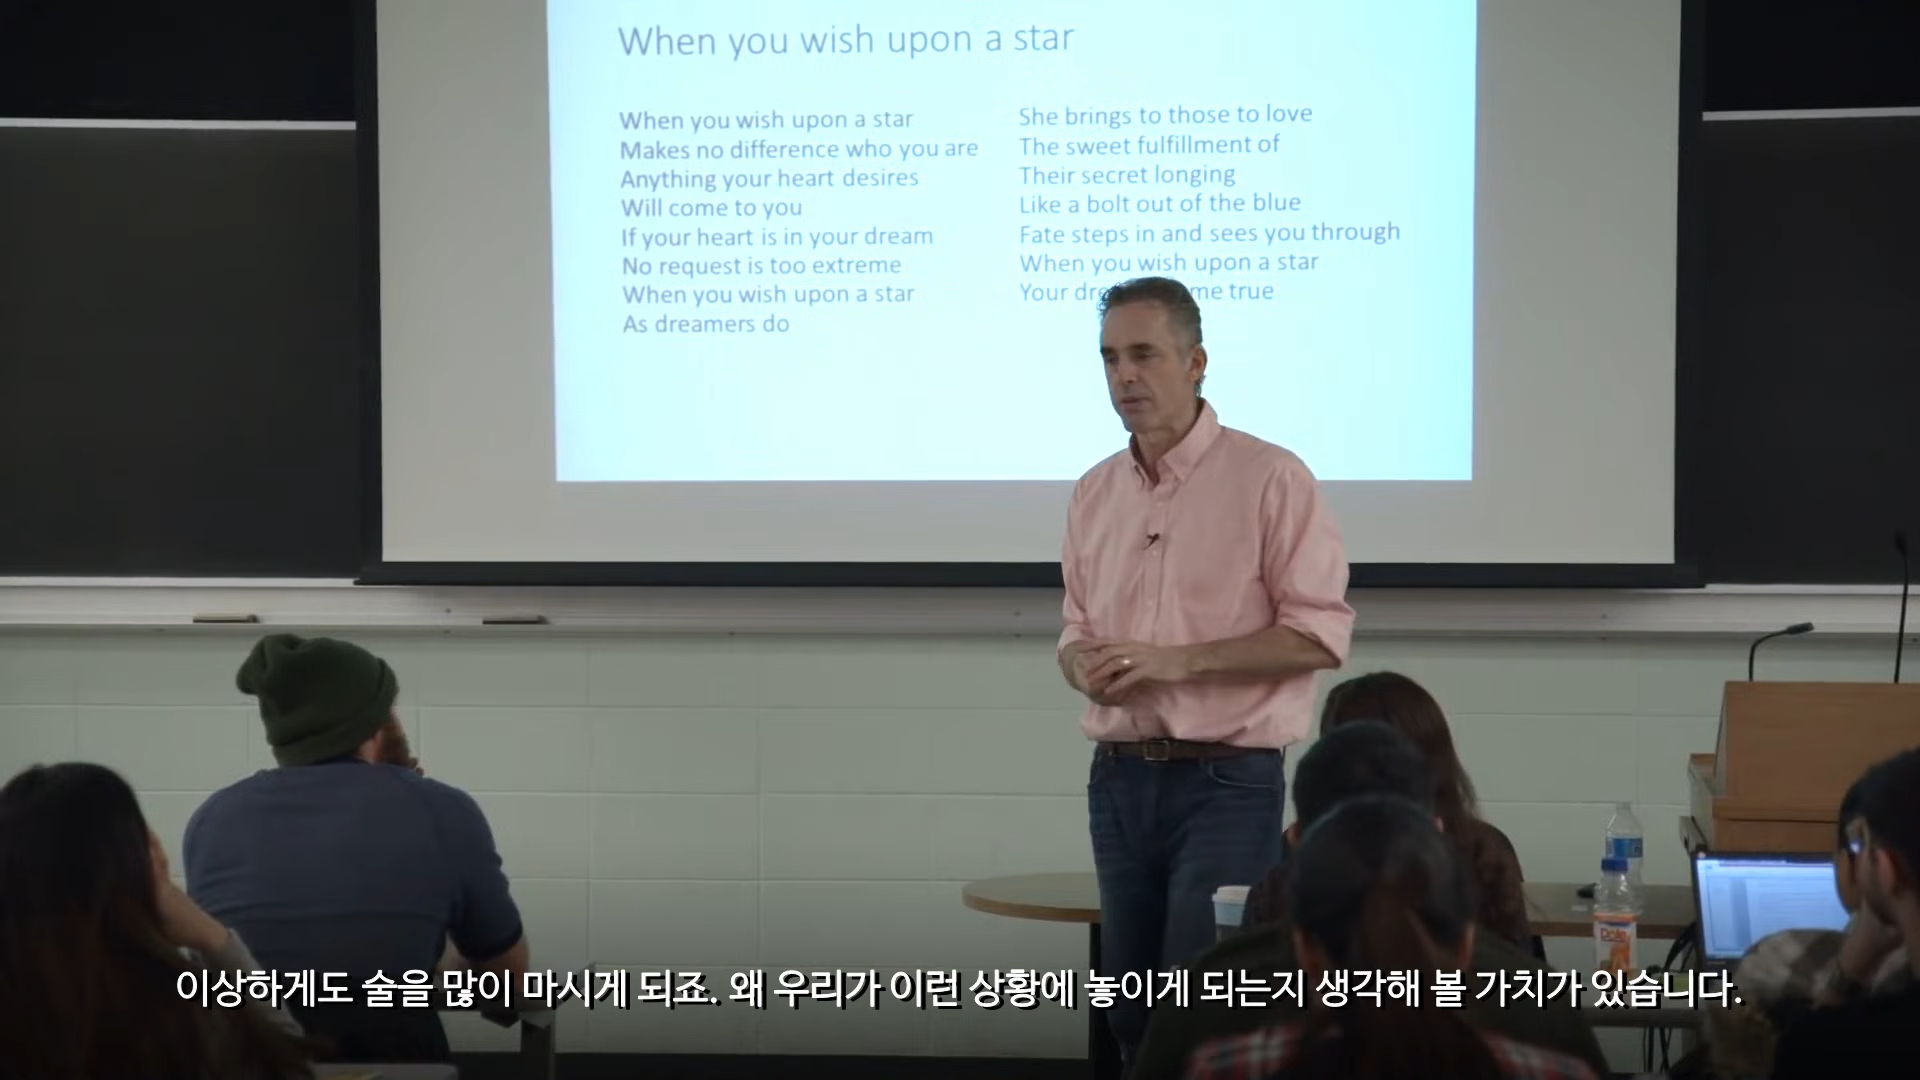 When you wish upon a star
When you wish upon a star
Makes no difference who you are
Anything your heart desires
Will come to you
If your heart is in your dream
No request is too extreme
When you wish upon a star
As dreamers do
She brings to those to love
The sweet fulfillment of
Their secret longing
Like a bolt out of the blue
Fate steps in and sees you through
When you wish upon a star
Your me true
Dole
이상하게도 술을 많이 마시게 되죠. 왜 우리가 이런 상황에 놓이게 되는지 생각해 볼 가치가 있습니다.